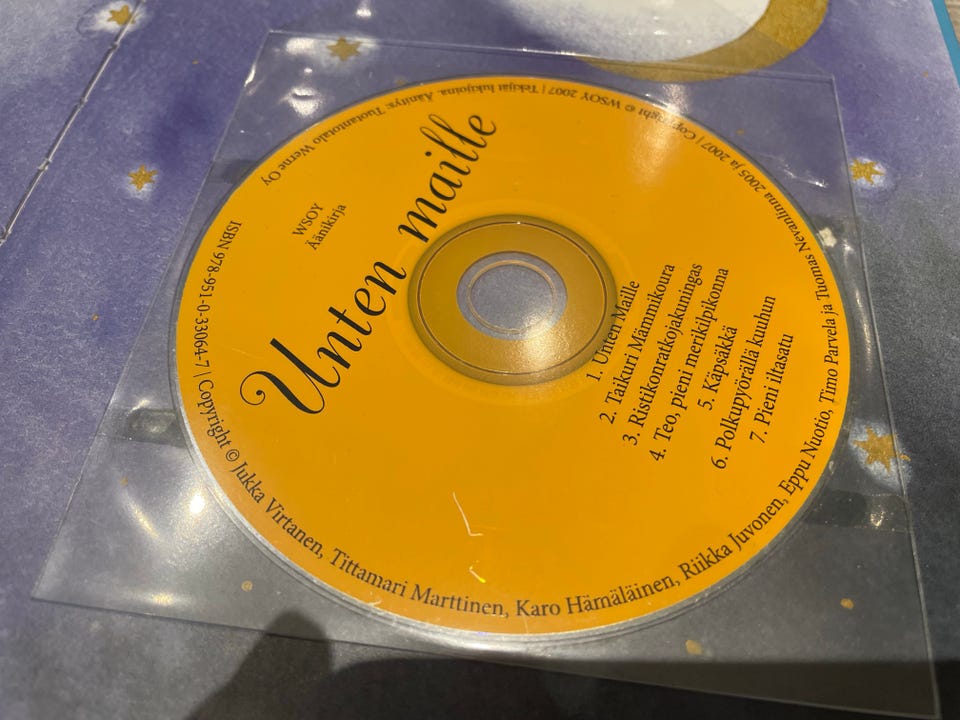 Unten maille
WSOY
Äänikirja
1. Unten Maille
2. Taikuri Mämmikoura
3. Ristikonratkojakuningas
4. Teo, pieni merikilpikonna
5. Käpsäkkä
6. Polkupyörällä kuuhun
7. Pieni iltasatu
ISBN 978-951-0-33064-7 | Copyright © Jukka Virtanen, Tittamari Marttinen, Karo Hämäläinen, Riikka Juvonen, Eppu Nuotio, Timo Parvela ja Tuomas Nevanlinna 2005 ja 2007 | Copyright © WSOY 2007 | Tekijät lukijoina. Äänitys: Tuotantotalo Werne Oy